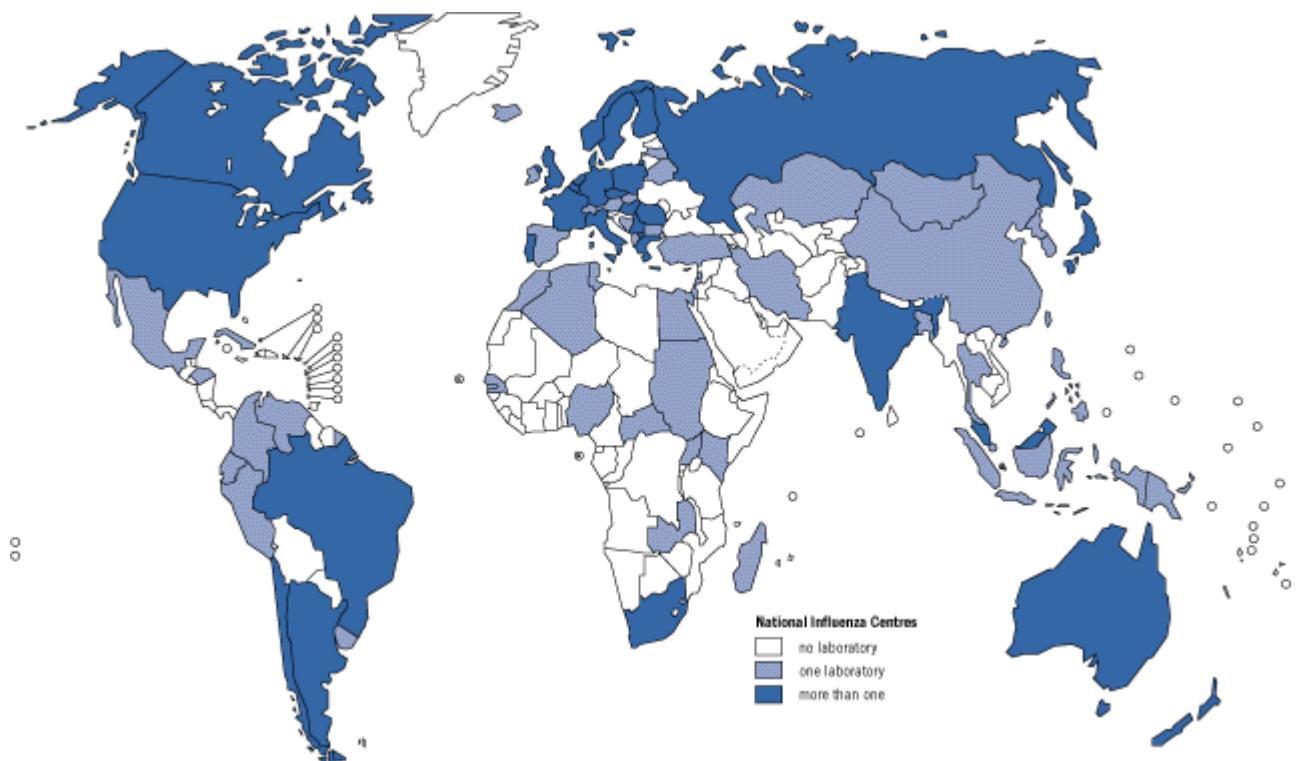 National Influenza Centres
no laboratory
one laboratory
more than one